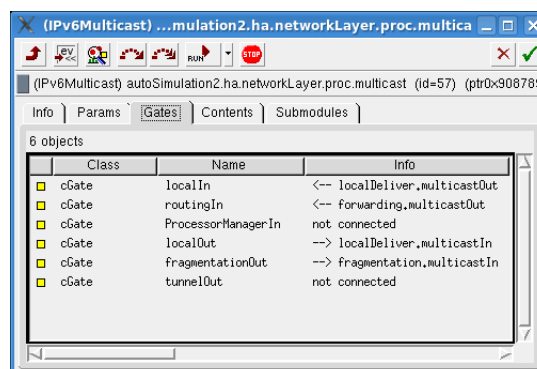 (IPv6Multicast) ...mulation2.ha.networkLayer.proc.multica
ev
RUN
STOP
(IPv6Multicast) autoSimulation2.ha.networkLayer.proc.multicast (id=57) (ptr0x90878
Info Params Gates Contents Submodules
6 objects
Class Name Info
cGate localIn <-- localDeliver.multicastOut
cGate routingIn <-- forwarding.multicastOut
cGate ProcessorManagerIn not connected
cGate localOut --> localDeliver.multicastIn
cGate fragmentationOut --> fragmentation.multicastIn
cGate tunnelOut not connected